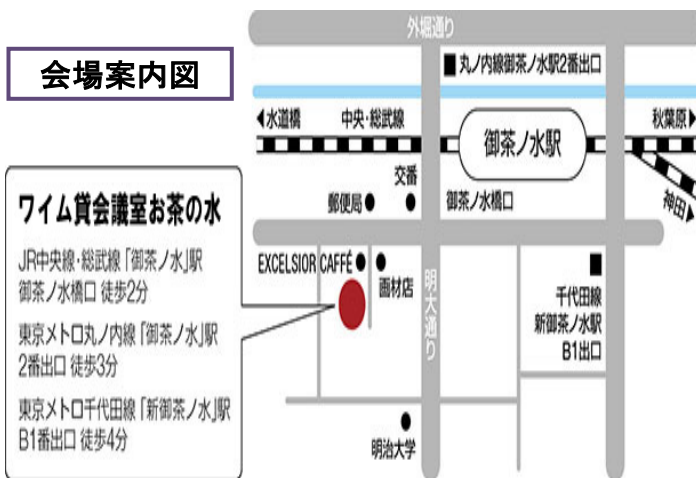 会場案内図
外堀通り
丸ノ内線御茶ノ水駅2番出口
水道橋
中央・総武線
御茶ノ水駅
秋葉原
神田
交番
郵便局
御茶ノ水橋口
ワイム貸会議室お茶の水
JR中央線・総武線「御茶ノ水」駅
御茶ノ水橋口 徒歩2分
東京メトロ丸ノ内線「御茶ノ水」駅
2番出口 徒歩3分
東京メトロ千代田線「新御茶ノ水」駅
B1番出口 徒歩4分
EXCELSIOR CAFFÉ
画材店
明大通り
千代田線
新御茶ノ水駅
B1出口
明治大学